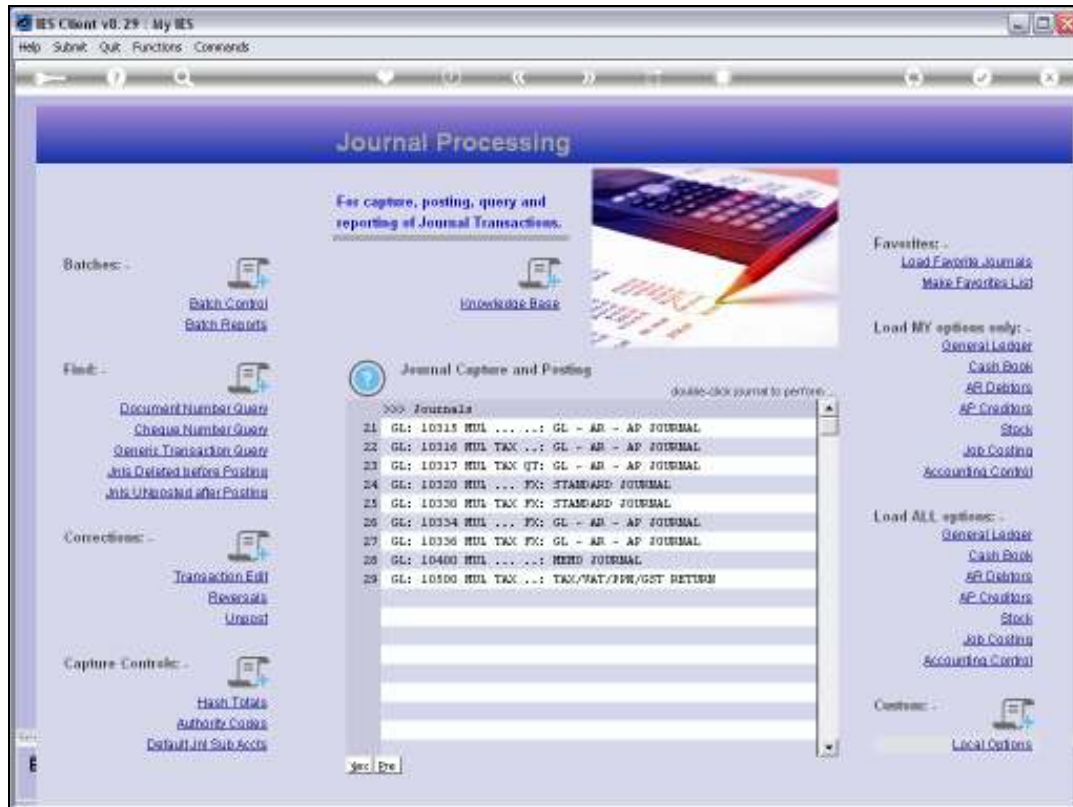 IES Client v8.29 : My IES
Help Submit Quit Functions Commands
Journal Processing
For capture, posting, query and
reporting of Journal Transactions.
Knowledge Base
Batches: -
Batch Control
Batch Reports
Find: -
Document Number Query
Cheque Number Query
Generic Transaction Query
Jnls Deleted before Posting
Jnls UNposted after Posting
Corrections: -
Transaction Edit
Reversals
Unpost
Capture Controls: -
Hash Totals
Authority Codes
Default Jnl Sub Accts
Journal Capture and Posting
double-click journal to perform...
>>> Journals
21 GL: 10315 MUL ... ..: GL - AR - AP JOURNAL
22 GL: 10316 MUL TAX ..: GL - AR - AP JOURNAL
23 GL: 10317 MUL TAX QT: GL - AR - AP JOURNAL
24 GL: 10320 MUL ... FX: STANDARD JOURNAL
25 GL: 10330 MUL TAX FX: STANDARD JOURNAL
26 GL: 10334 MUL ... FX: GL - AR - AP JOURNAL
27 GL: 10336 MUL TAX FX: GL - AR - AP JOURNAL
28 GL: 10400 MUL ... ..: MEMO JOURNAL
29 GL: 10500 MUL TAX ..: TAX/VAT/PPN/GST RETURN
Nex Pre
Favorites: -
Load Favorite Journals
Make Favorites List
Load MY options only: -
General Ledger
Cash Book
AR Debtors
AP Creditors
Stock
Job Costing
Accounting Control
Load ALL options: -
General Ledger
Cash Book
AR Debtors
AP Creditors
Stock
Job Costing
Accounting Control
Custom: -
Local Options